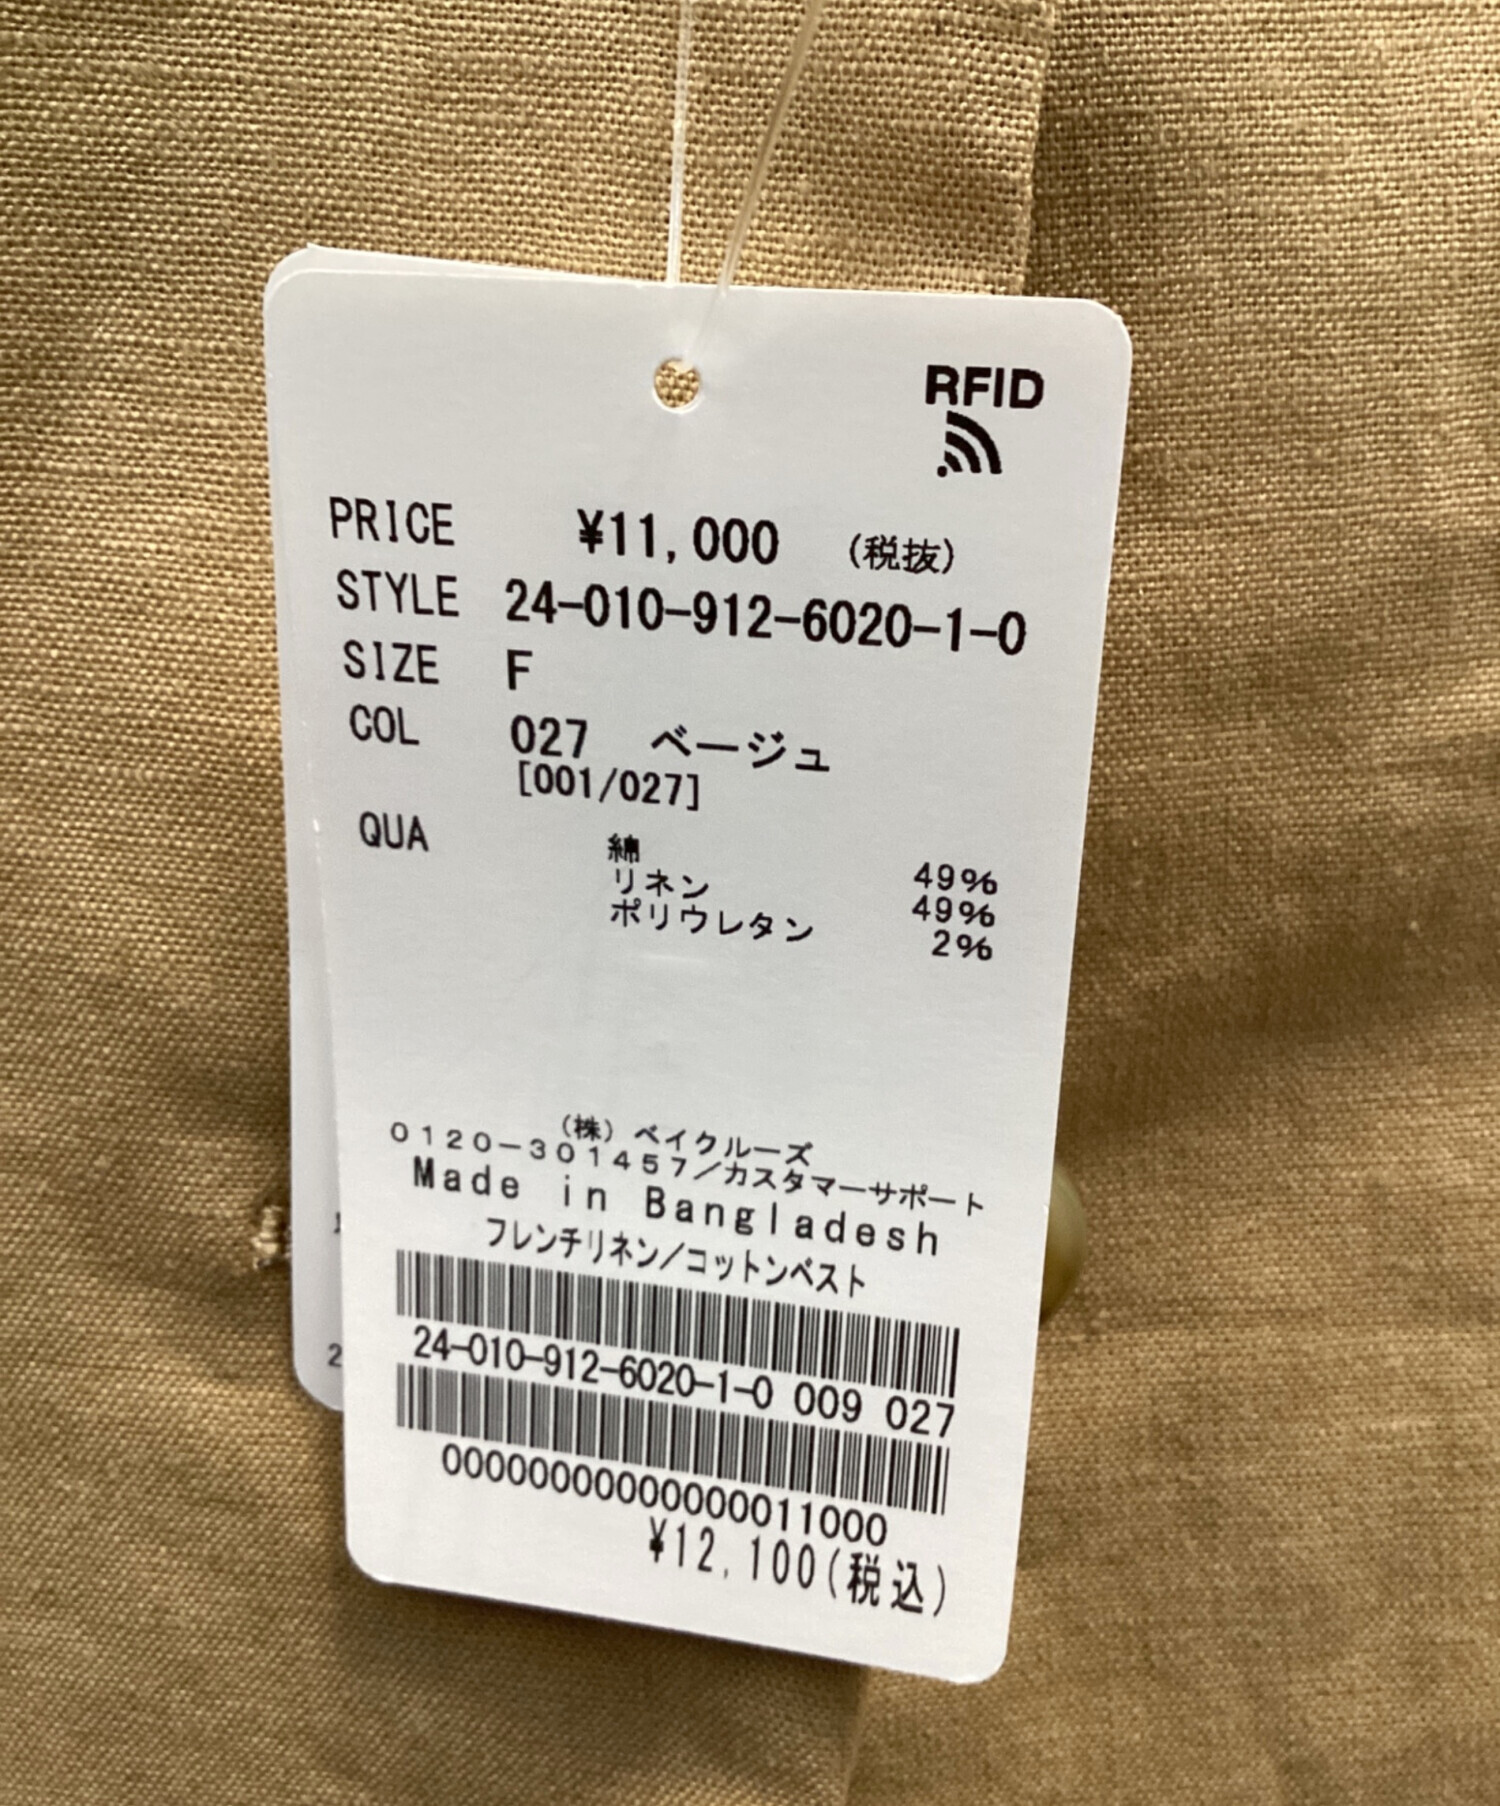 RFID
PRICE ¥11,000 (税抜)
STYLE 24-010-912-6020-1-0
SIZE F
COL 027 ベージュ
[001/027]
QUA 綿 49%
リネン 49%
ポリウレタン 2%
(株) ベイクルーズ
0120-301457/カスタマーサポート
Made in Bangladesh
フレンチリネン/コットンベスト
24-010-912-6020-1-0 009 027
00000000000000011000
¥12,100(税込)